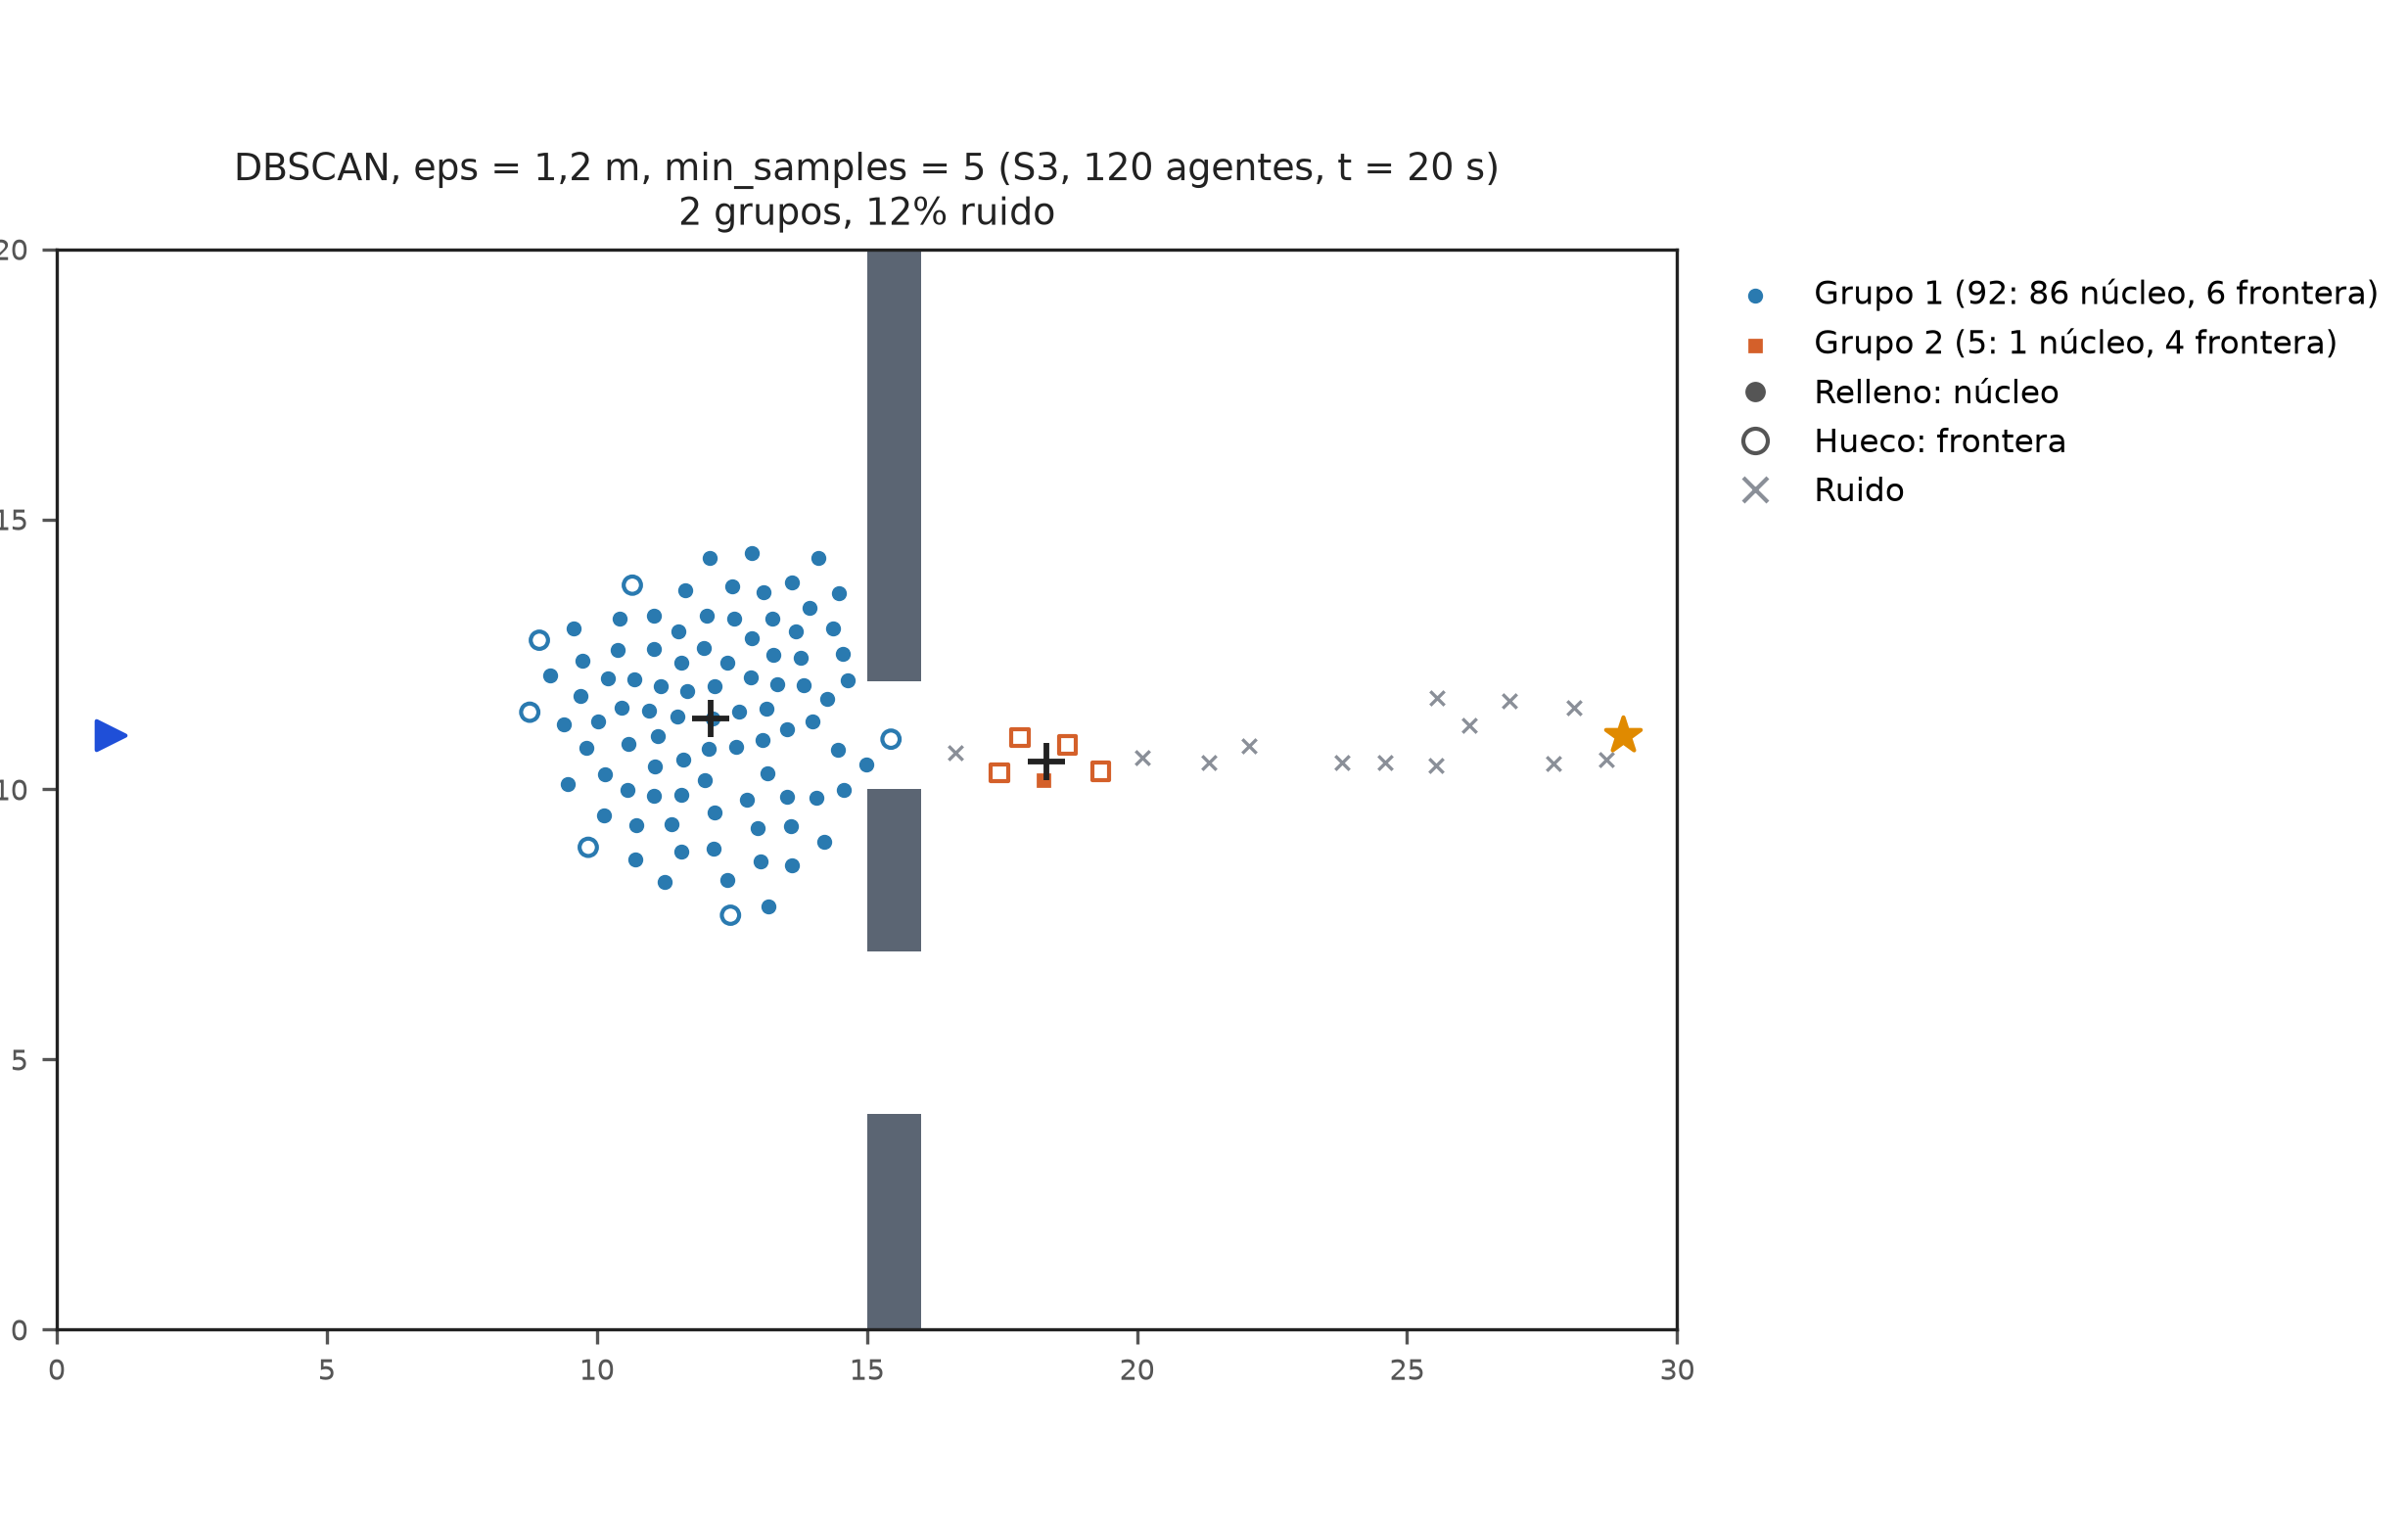 DBSCAN, eps = 1,2 m, min_samples = 5 (S3, 120 agentes, t = 20 s)
2 grupos, 12% ruido
20
15
10
5
0
0 5 10 15 20 25 30
Grupo 1 (92: 86 núcleo, 6 frontera)
Grupo 2 (5: 1 núcleo, 4 frontera)
Relleno: núcleo
Hueco: frontera
Ruido